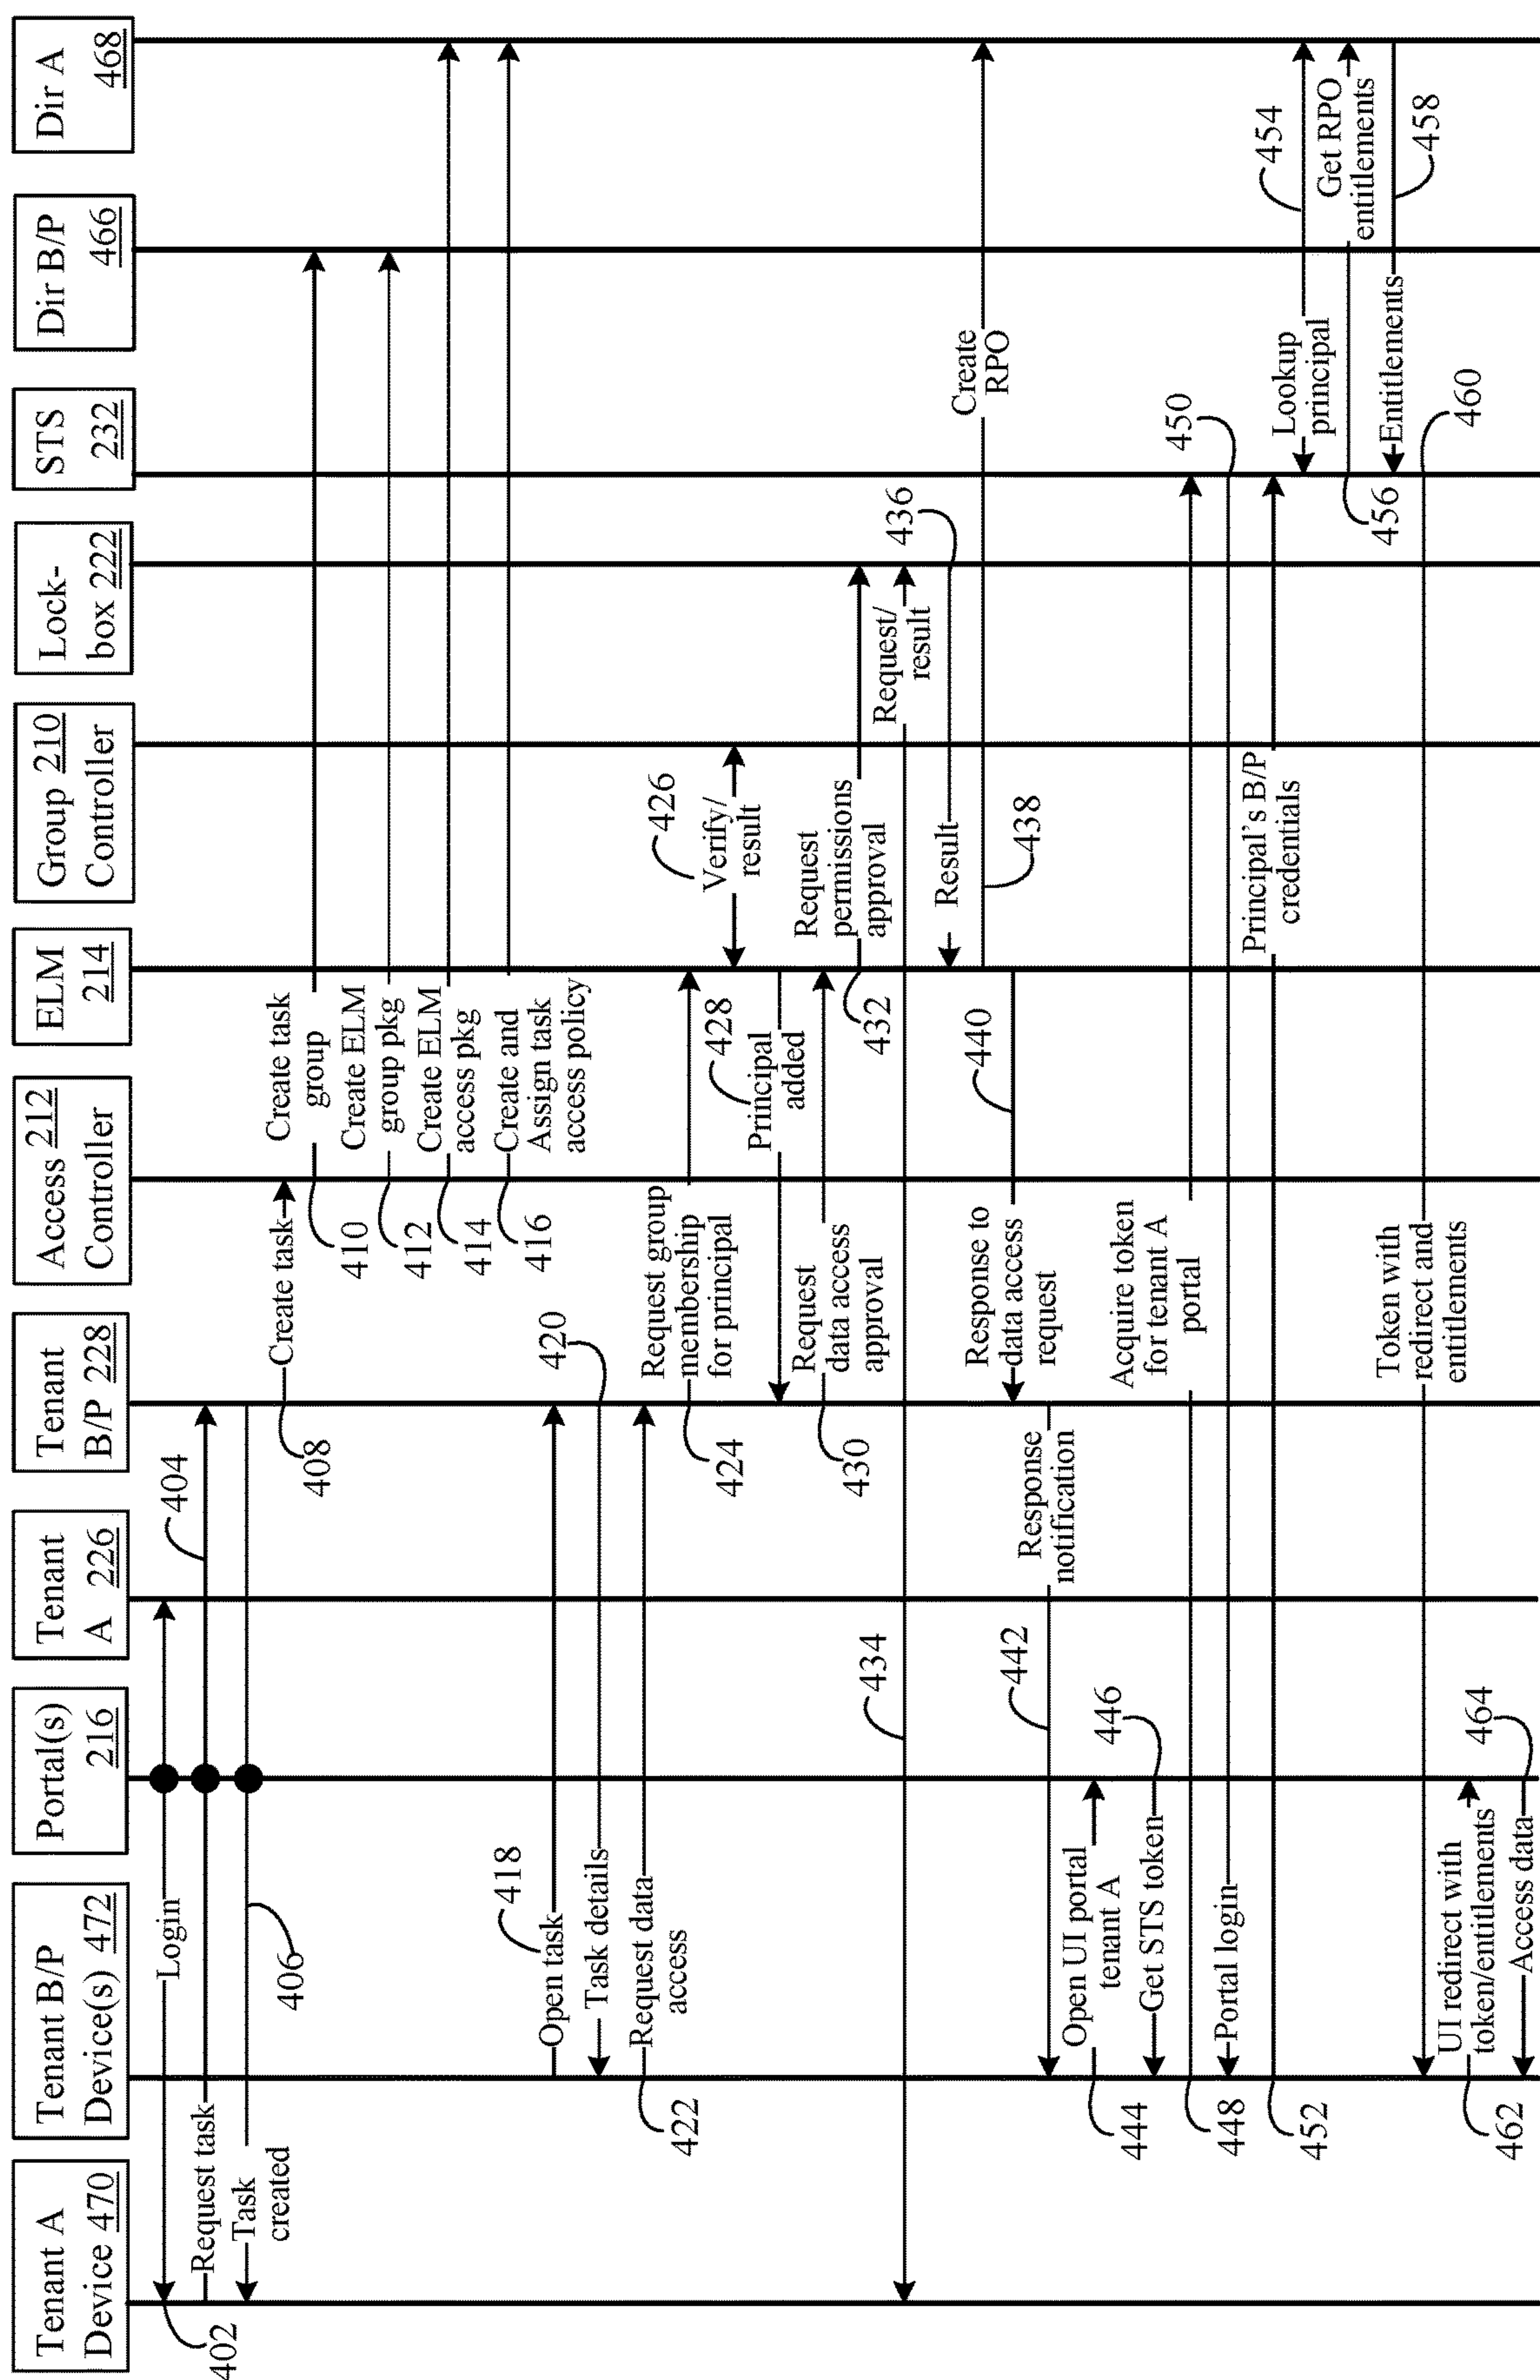 Tenant A
Device 470
Tenant B/P
Device(s) 472
Portal(s)
216
Tenant
A 226
Tenant
B/P 228
Access 212
Controller
ELM
214
Group 210
Controller
Lock-
box 222
STS
232
Dir B/P
466
Dir A
468
402
Login
Request task
404
Task
created
406
Create task
408
Create task
group
410
Create ELM
group pkg
412
Create ELM
access pkg
414
Create and
Assign task
access policy
416
Open task
418
Task details
420
Request data
access
422
Request group
membership
for principal
424
Verify/
result
426
Principal
added
428
Request
data access
approval
430
Request
permissions
approval
432
Request/
result
434
Result
436
Create
RPO
438
Response to
data access
request
440
Response
notification
442
Open UI portal
tenant A
444
Get STS token
446
Acquire token
for tenant A
portal
448
Portal login
450
Principal's B/P
credentials
452
Lookup
principal
454
Get RPO
entitlements
456
Entitlements
458
Token with
redirect and
entitlements
460
UI redirect with
token/entitlements
462
Access data
464